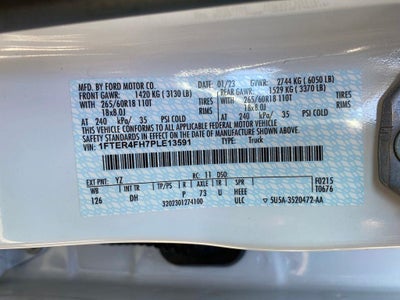 MFD. BY FORD MOTOR CO.
DATE: 01/23 GVWR: 2744 KG ( 6050 LB)
FRONT GAWR: 1420 KG ( 3130 LB) REAR GAWR: 1529 KG ( 3370 LB)
265/60R18 110T TIRES 265/60R18 110T
18x8.0J RIMS 18x8.0J
AT 240 kPa/ 35 PSI COLD AT 240 kPa/ 35 PSI COLD
THIS VEHICLE CONFORMS TO ALL APPLICABLE FEDERAL MOTOR VEHICLE
SAFETY STANDARDS IN EFFECT ON THE DATE OF MANUFACTURE SHOWN ABOVE.
VIN: 1FTER4FH7PLE13591 TYPE: Truck
EXT PNT: YZ RC: 11 DSO: F0215
WB INT TR TP/PS R AXLE TR SPR T0676
126 DH P 73 U HEEE
3202301274100 ULC 5U5A-3520472-AA